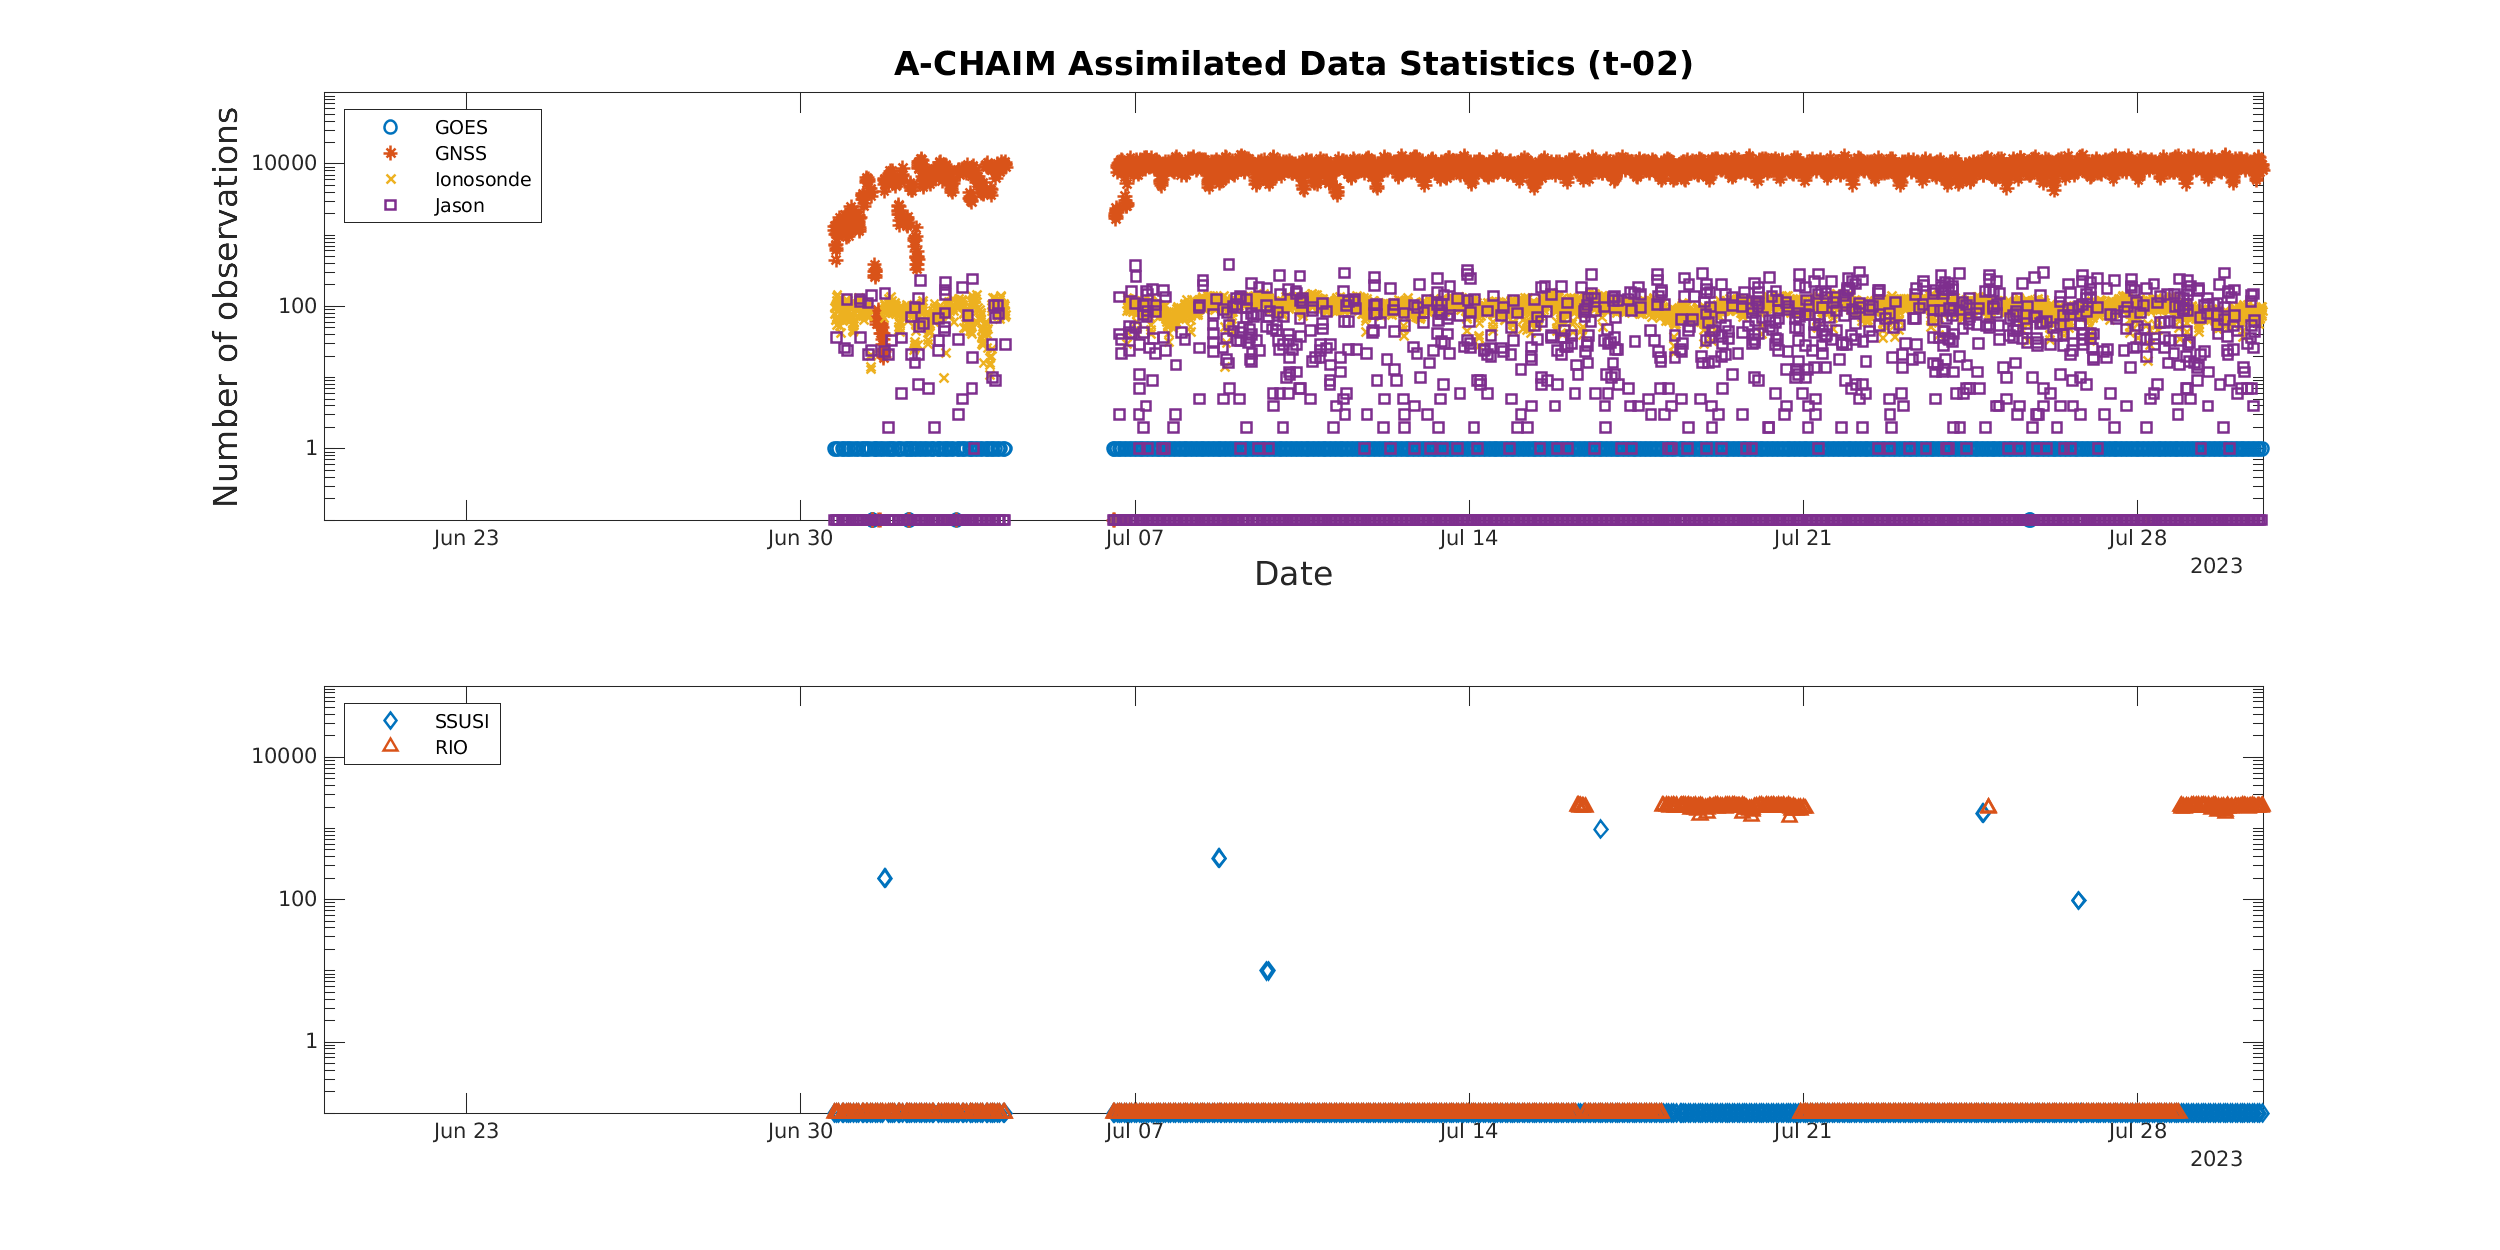 A-CHAIM Assimilated Data Statistics (t-02)
Number of observations
GOES
GNSS
Ionosonde
Jason
10000
100
1
Jun 23
Jun 30
Jul 07
Jul 14
Jul 21
Jul 28
2023
Date
SSUSI
RIO
10000
100
1
Jun 23
Jun 30
Jul 07
Jul 14
Jul 21
Jul 28
2023